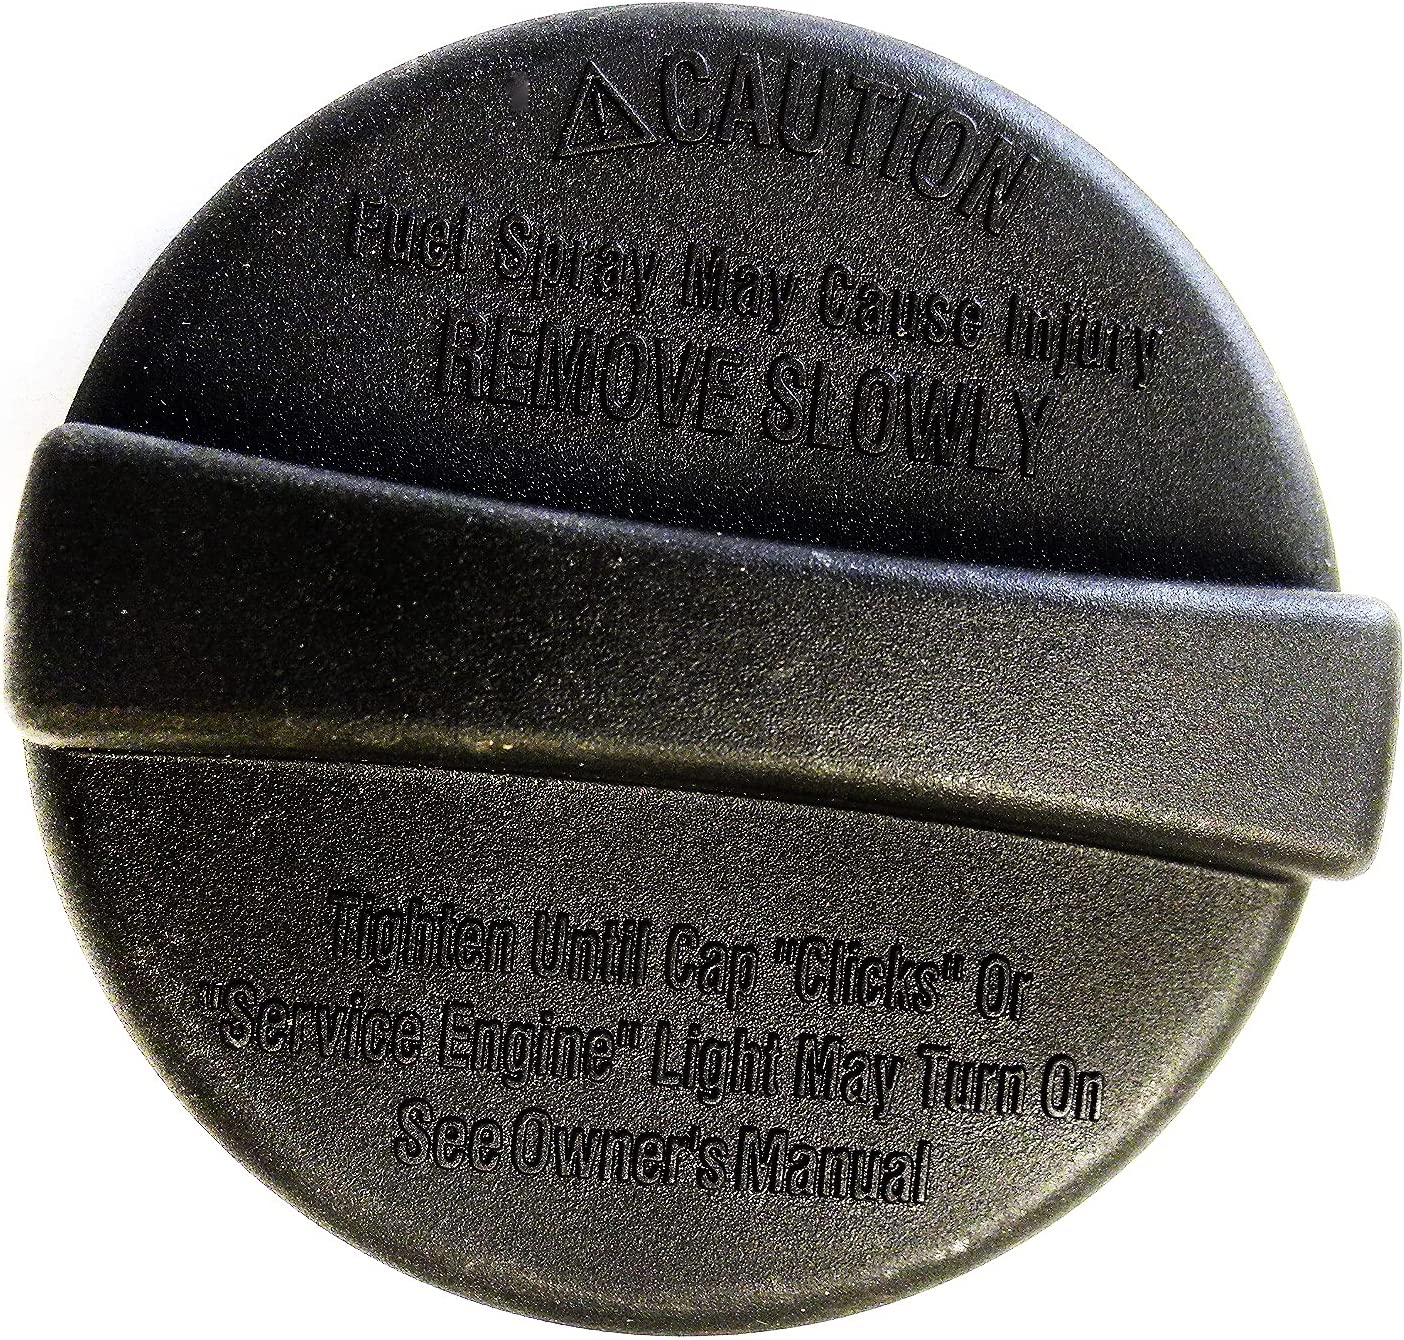 CAUTION
Fuel Spray May Cause Injury
REMOVE SLOWLY
Tighten Until Cap "Clicks" Or
"Service Engine" Light May Turn On
See Owner's Manual